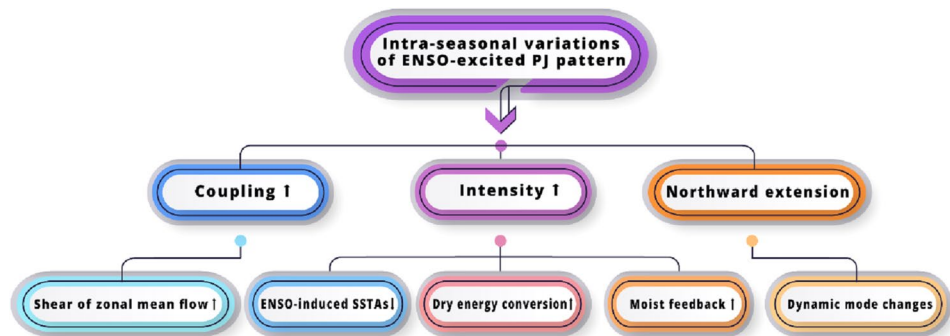 Intra-seasonal variations
of ENSO-excited PJ pattern
Coupling ↑
Intensity ↑
Northward extension
Shear of zonal mean flow ↑
ENSO-induced SSTAs↓
Dry energy conversion↓
Moist feedback ↑
Dynamic mode changes